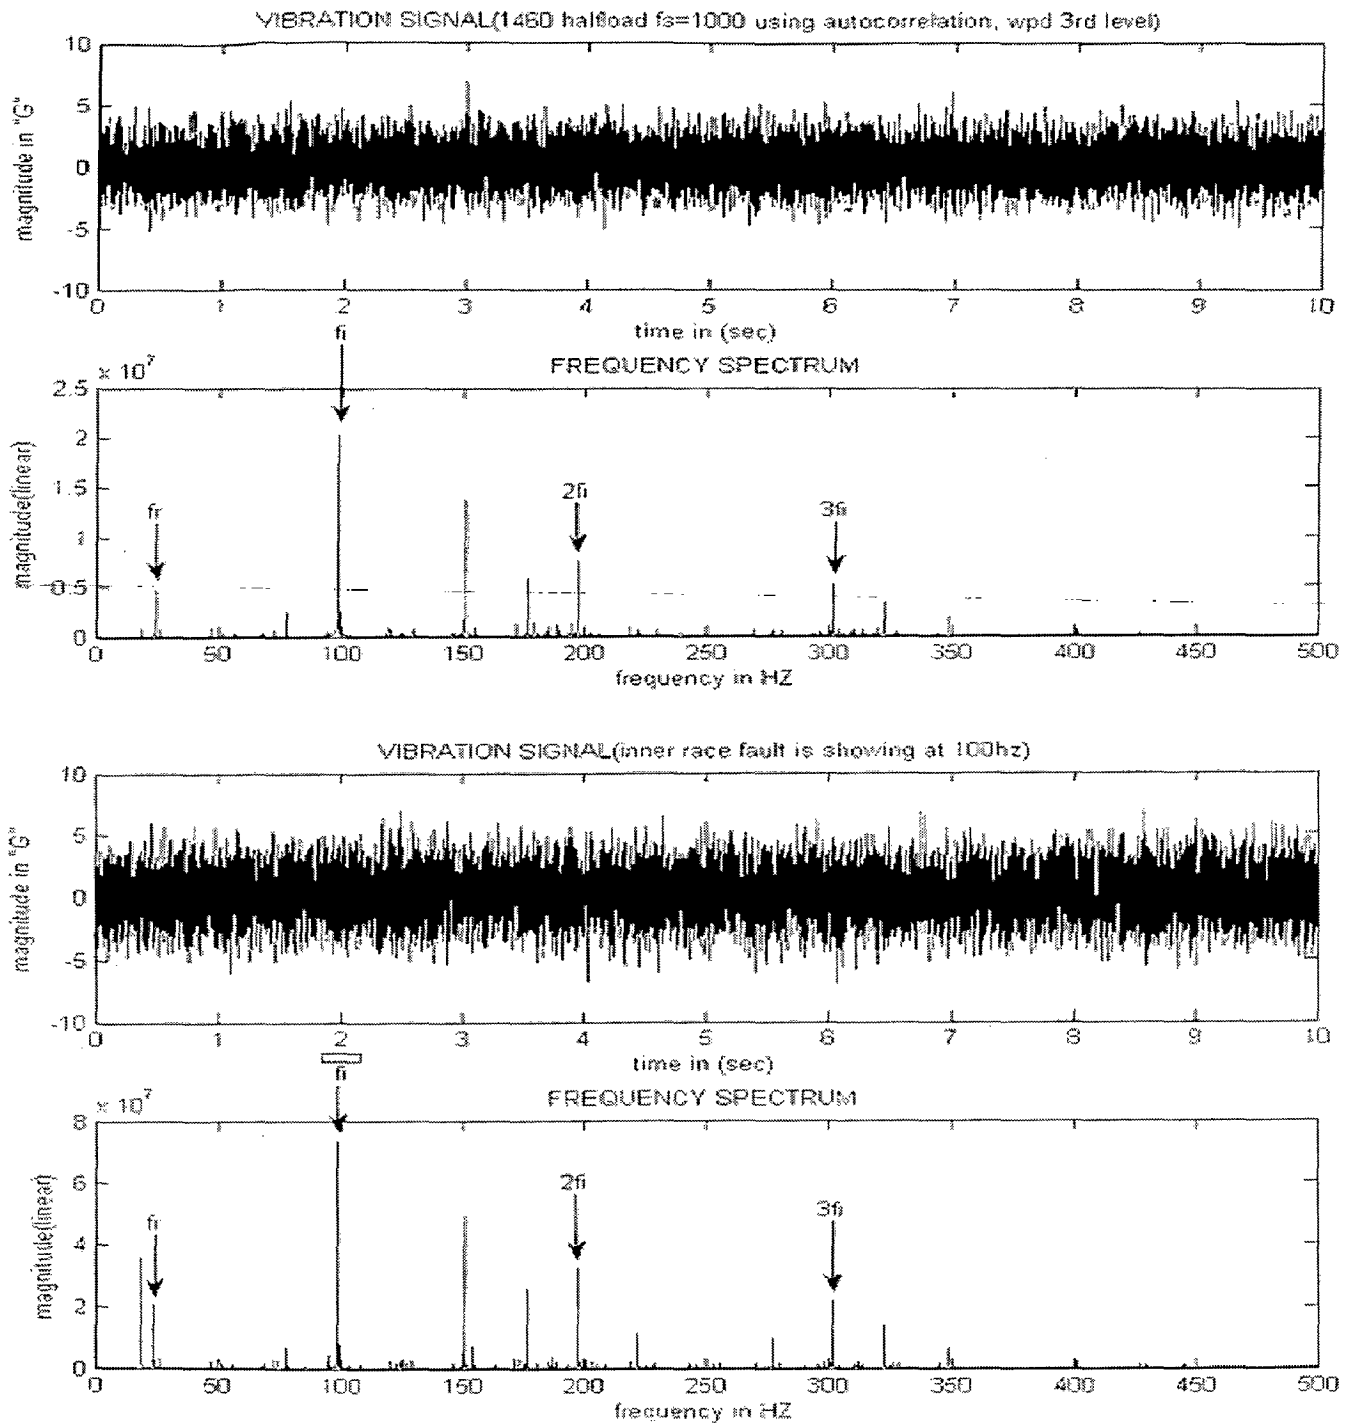 VIBRATION SIGNAL(1460 halfload fs=1000 using autocorrelation, wpd 3rd level)
magnitude in "G"
10
5
0
-5
-10
0 1 2 3 4 5 6 7 8 9 10
time in (sec)
fi
FREQUENCY SPECTRUM
x 10^7
magnitude(linear)
2.5
2
1.5
1
0.5
0
fr
2fi
3fi
0 50 100 150 200 250 300 350 400 450 500
frequency in HZ
VIBRATION SIGNAL(inner race fault is showing at 100hz)
magnitude in "G"
10
5
0
-5
-10
0 1 2 3 4 5 6 7 8 9 10
time in (sec)
fi
FREQUENCY SPECTRUM
x 10^7
magnitude(linear)
8
6
4
2
0
fr
2fi
3fi
0 50 100 150 200 250 300 350 400 450 500
frequency in HZ